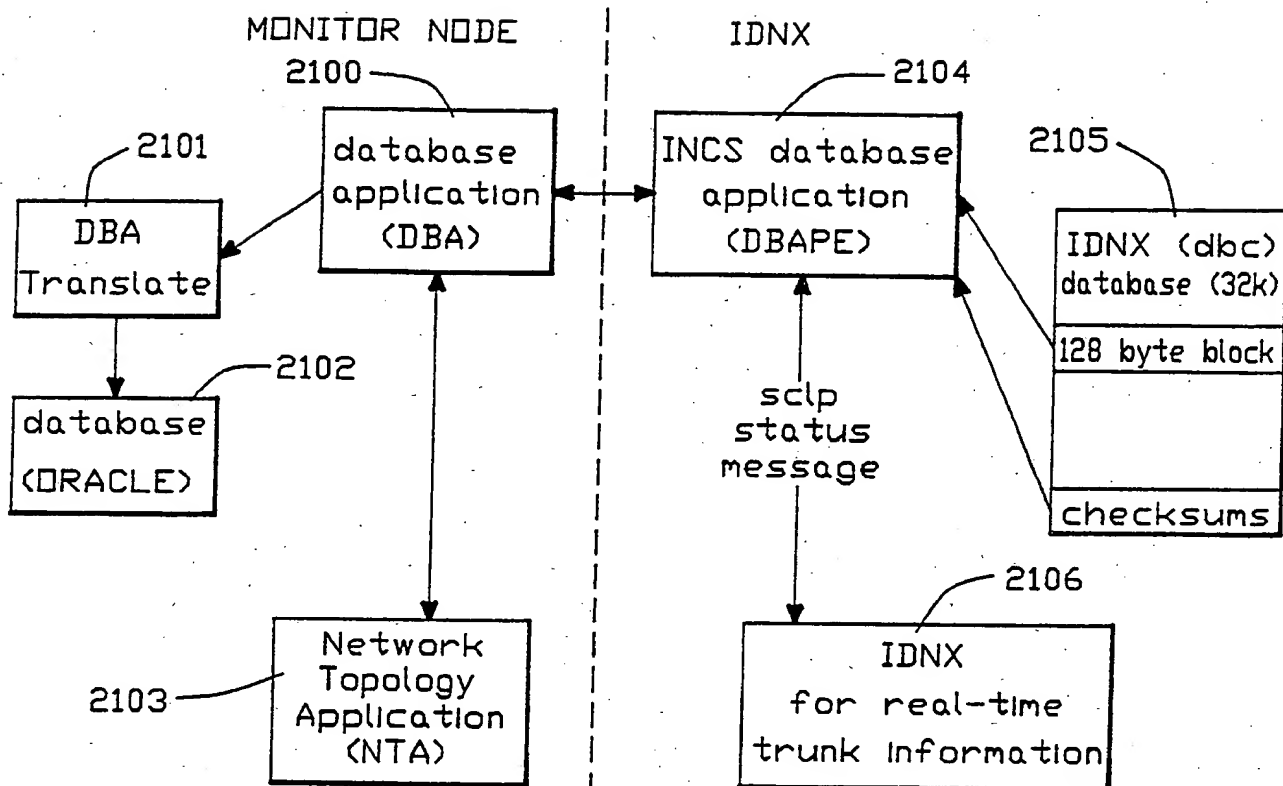 MONITOR NODE
IDNX
2100
2104
2101
2105
database
application
(DBA)
INCS database
application
(DBAPE)
DBA
Translate
IDNX (dbc)
database (32k)
128 byte block
checksums
2102
database
(ORACLE)
sclp
status
message
2106
2103
Network
Topology
Application
(NTA)
IDNX
for real-time
trunk information